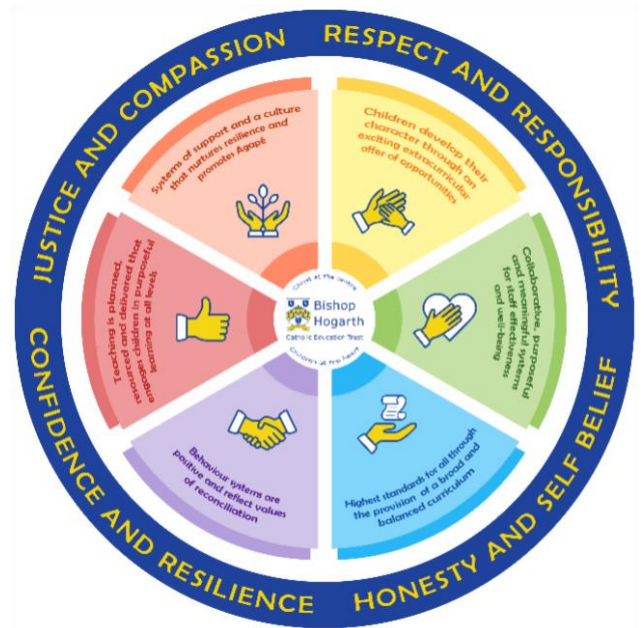 JUSTICE AND COMPASSION
RESPECT AND RESPONSIBILITY
HONESTY AND SELF BELIEF
CONFIDENCE AND RESILIENCE
Systems of support and a culture
that nurtures resilience and
promotes Agapé
Children develop their
character through an
exciting extracurricular
offer of opportunities
Collaborative, purposeful
and meaningful systems
for staff effectiveness
and well-being
Highest standards for all through
the provision of a broad and
balanced curriculum
Behaviour systems are
positive and reflect values
of reconciliation
Teaching is planned,
resourced and delivered that
engages children in purposeful
learning at all levels
Christ at the centre
Bishop
Hogarth
Catholic Education Trust
Children at the heart